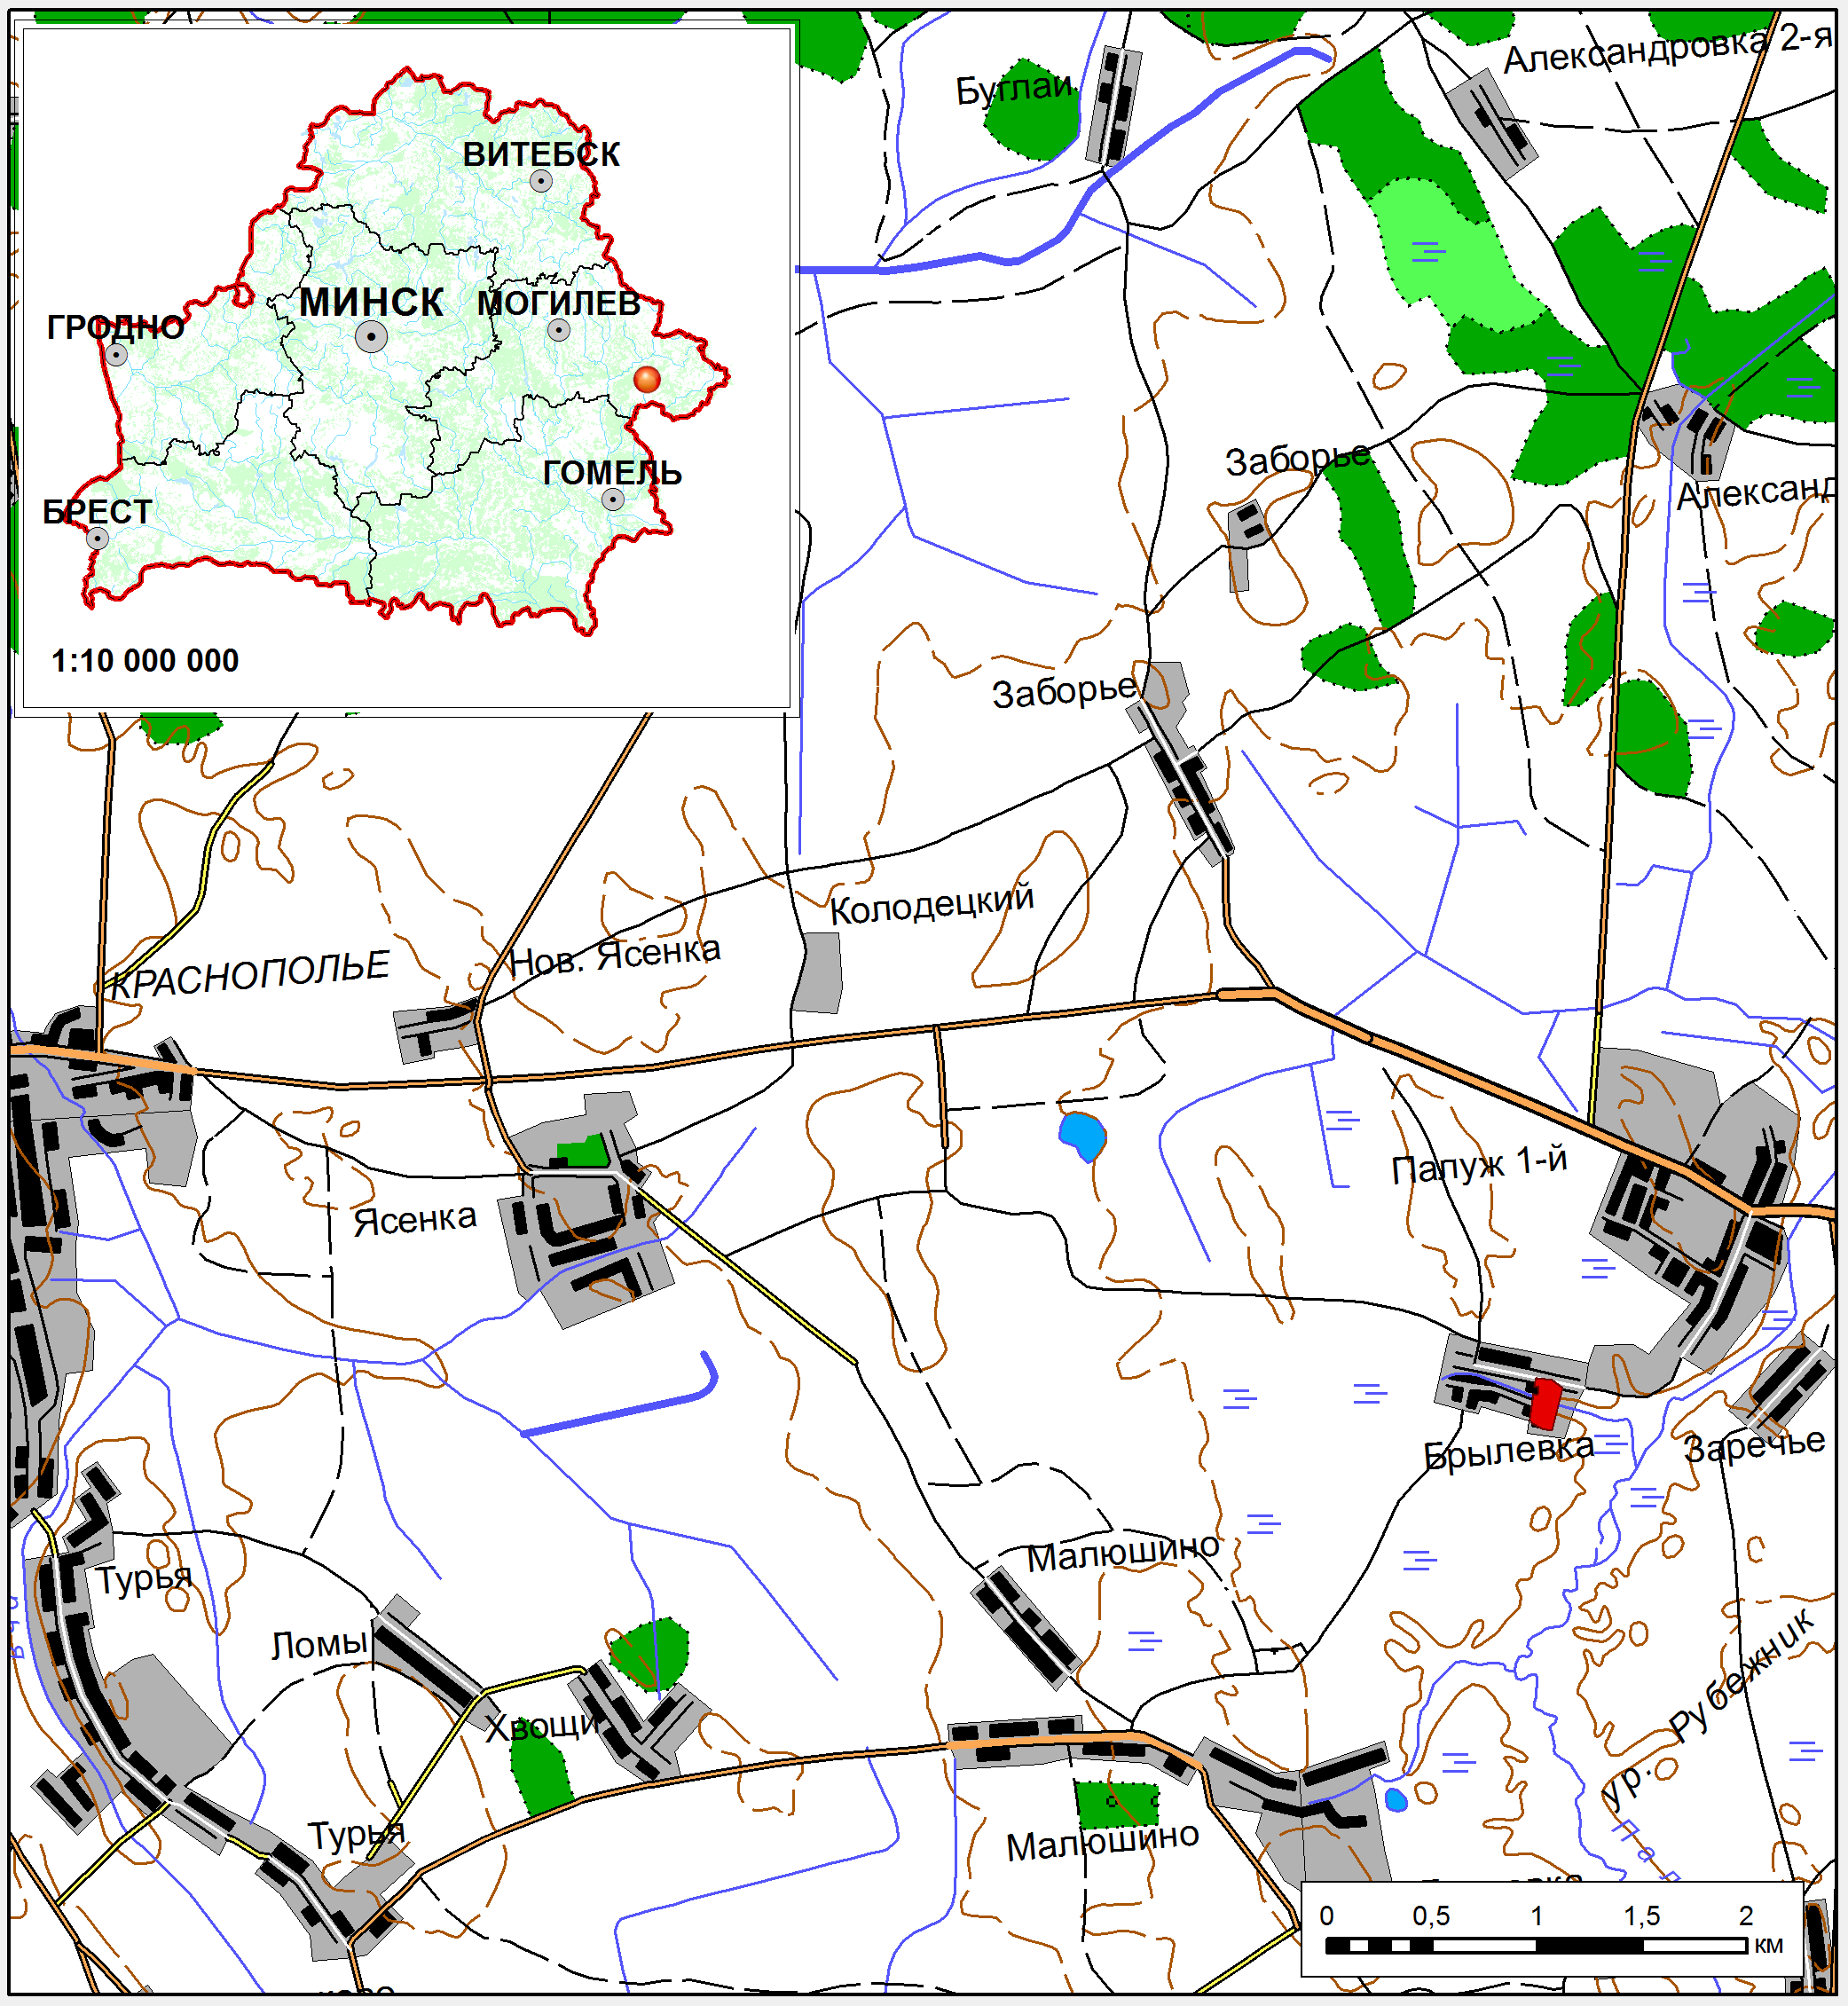 Александровка 2-я
Буглаи
ВИТЕБСК
МИНСК
МОГИЛЕВ
ГРОДНО
ГОМЕЛЬ
БРЕСТ
1:10 000 000
Заборье
Александ
Заборье
Колодецкий
Нов. Ясенка
КРАСНОПОЛЬЕ
Палуж 1-й
Ясенка
Брылевка
Заречье
Малюшино
Турья
Ломы
ур. Рубежник
Хвощи
Турья
Малюшино
Пал
0 0,5 1 1,5 2
км